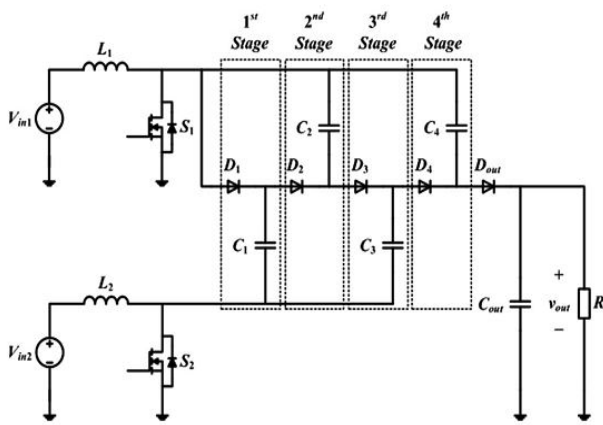 1st 2nd 3rd 4th
Stage Stage Stage Stage
L1
Vin1
S1
C2
C4
D1 D2 D3 D4 Dout
C1
C3
L2
Vin2
S2
Cout
+
vout
−
R